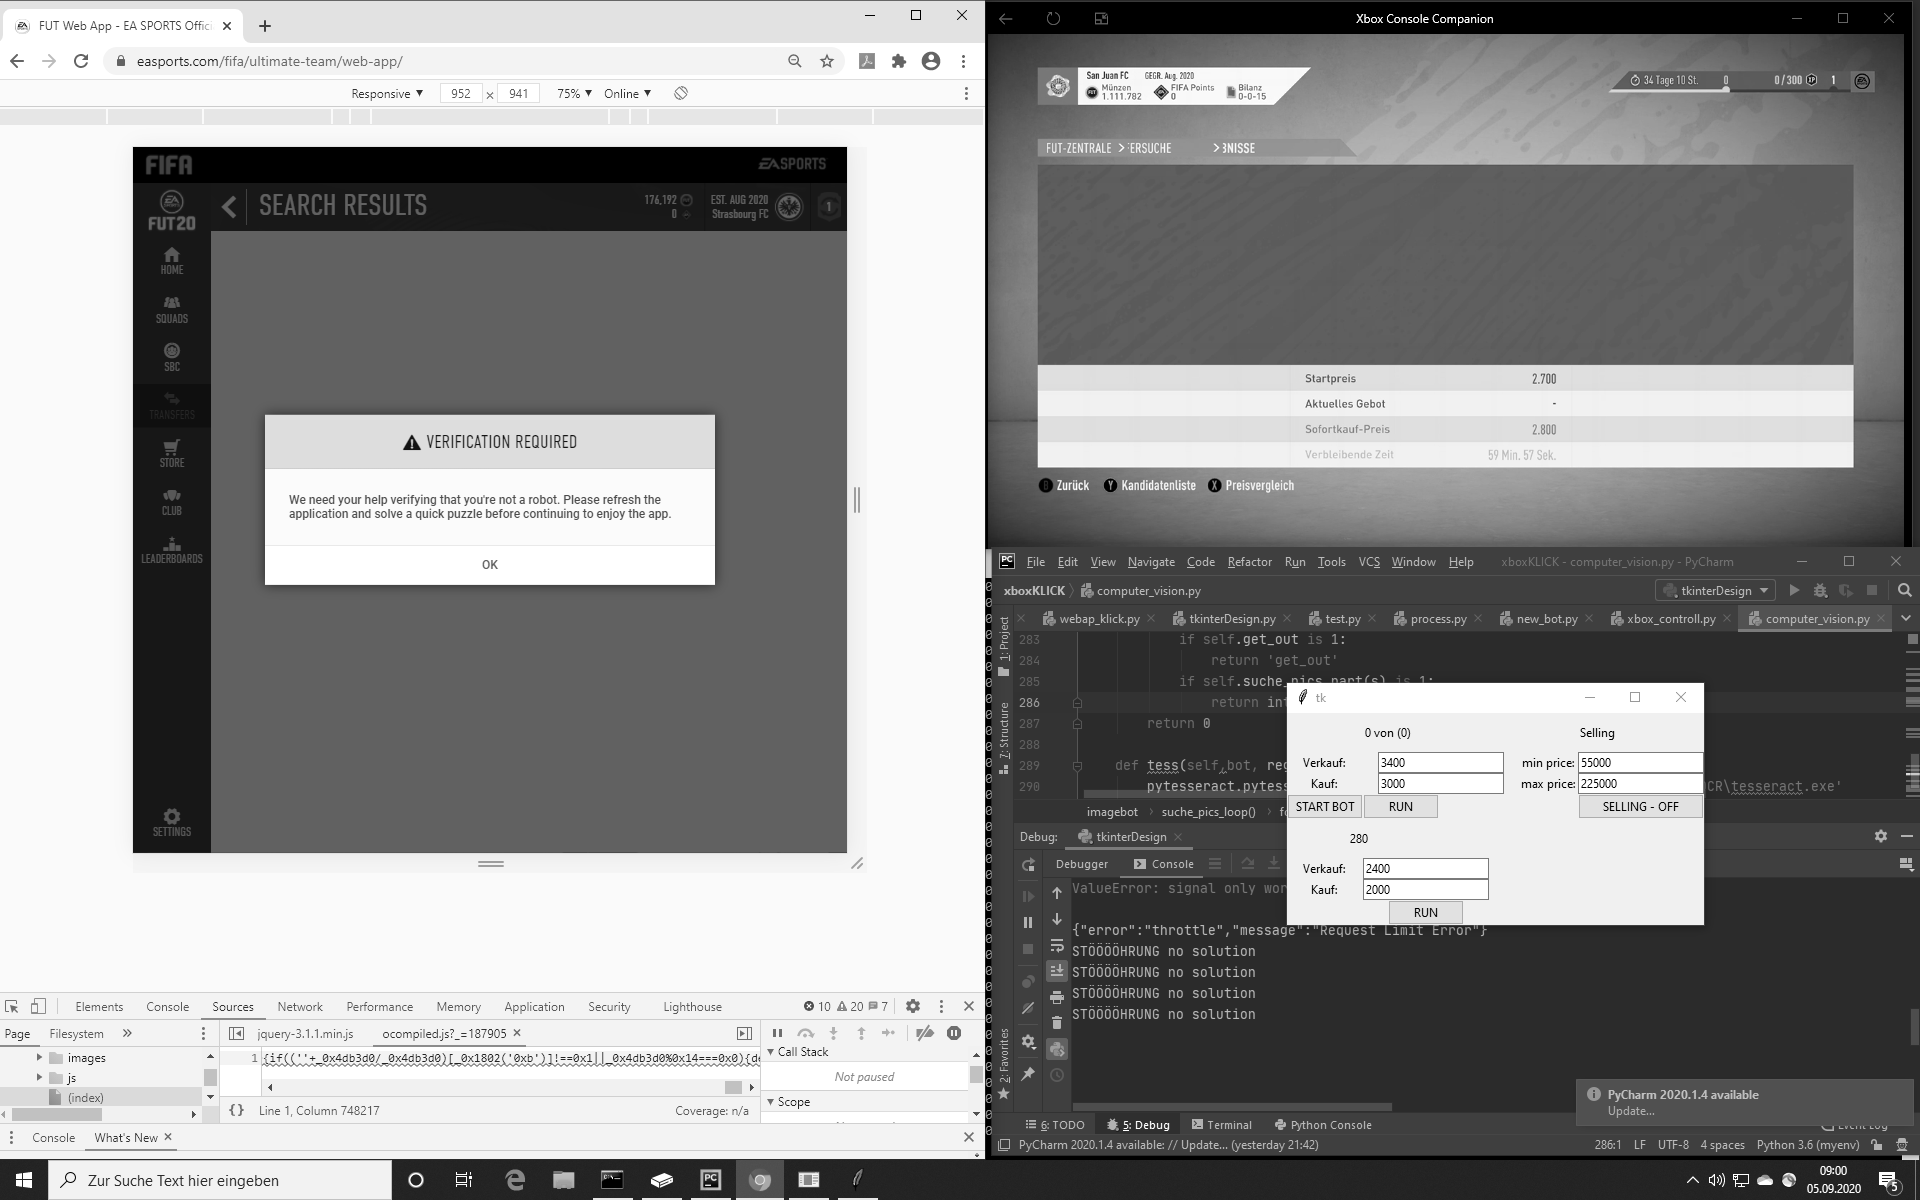 FUT Web App - EA SPORTS Offici
easports.com/fifa/ultimate-team/web-app/
Responsive 952 x 941 75% Online
FIFA
EA SPORTS
FUT20
SEARCH RESULTS
176,192
0
EST. AUG 2020
Strasbourg FC
1
HOME
SQUADS
SBC
TRANSFERS
STORE
CLUB
LEADERBOARDS
SETTINGS
VERIFICATION REQUIRED
We need your help verifying that you're not a robot. Please refresh the
application and solve a quick puzzle before continuing to enjoy the app.
OK
Elements Console Sources Network Performance Memory Application Security Lighthouse 10 20 7
Page Filesystem »
jquery-3.1.1.min.js ocompiled.js?_=187905
images
js
(index)
1 {if((''+_0x4db3d0/_0x4db3d0)[_0x1802('0xb')]!==0x1||_0x4db3d0%0x14===0x0){de
{} Line 1, Column 748217 Coverage: n/a
Call Stack
Not paused
Scope
Console What's New
Xbox Console Companion
San Juan FC GEGR. Aug. 2020
Münzen
1.111.782
FIFA Points
0
Bilanz
0-0-15
34 Tage 10 St. 0 0/300 1
FUT-ZENTRALE > ERSUCHE > BNISSE
Startpreis 2.700
Aktuelles Gebot -
Sofortkauf-Preis 2.800
Verbleibende Zeit 59 Min. 57 Sek.
B Zurück Y Kandidatenliste X Preisvergleich
PC File Edit View Navigate Code Refactor Run Tools VCS Window Help xboxKLICK - computer_vision.py - PyCharm
xboxKLICK computer_vision.py tkinterDesign
webap_klick.py tkinterDesign.py test.py process.py new_bot.py xbox_controll.py computer_vision.py
1: Project
7: Structure
2: Favorites
283 if self.get_out is 1:
284 return 'get_out'
285 if self.suche_pics_part(s) is 1:
286 return int
287 return 0
288
289 def tess(self,bot, reg
290 pytesseract.pytess CR\tesseract.exe'
imagebot suche_pics_loop() fo
tk
0 von (0) Selling
Verkauf: 3400 min price: 55000
Kauf: 3000 max price: 225000
START BOT RUN SELLING - OFF
280
Verkauf: 2400
Kauf: 2000
RUN
Debug: tkinterDesign
Debugger Console
ValueError: signal only wor
{"error":"throttle","message":"Request Limit Error"}
STÖÖÖÖHRUNG no solution
STÖÖÖÖHRUNG no solution
STÖÖÖÖHRUNG no solution
STÖÖÖÖHRUNG no solution
PyCharm 2020.1.4 available
Update...
6: TODO 5: Debug Terminal Python Console Event Log
PyCharm 2020.1.4 available: // Update... (yesterday 21:42) 286:1 LF UTF-8 4 spaces Python 3.6 (myenv)
Zur Suche Text hier eingeben
09:00
05.09.2020
5